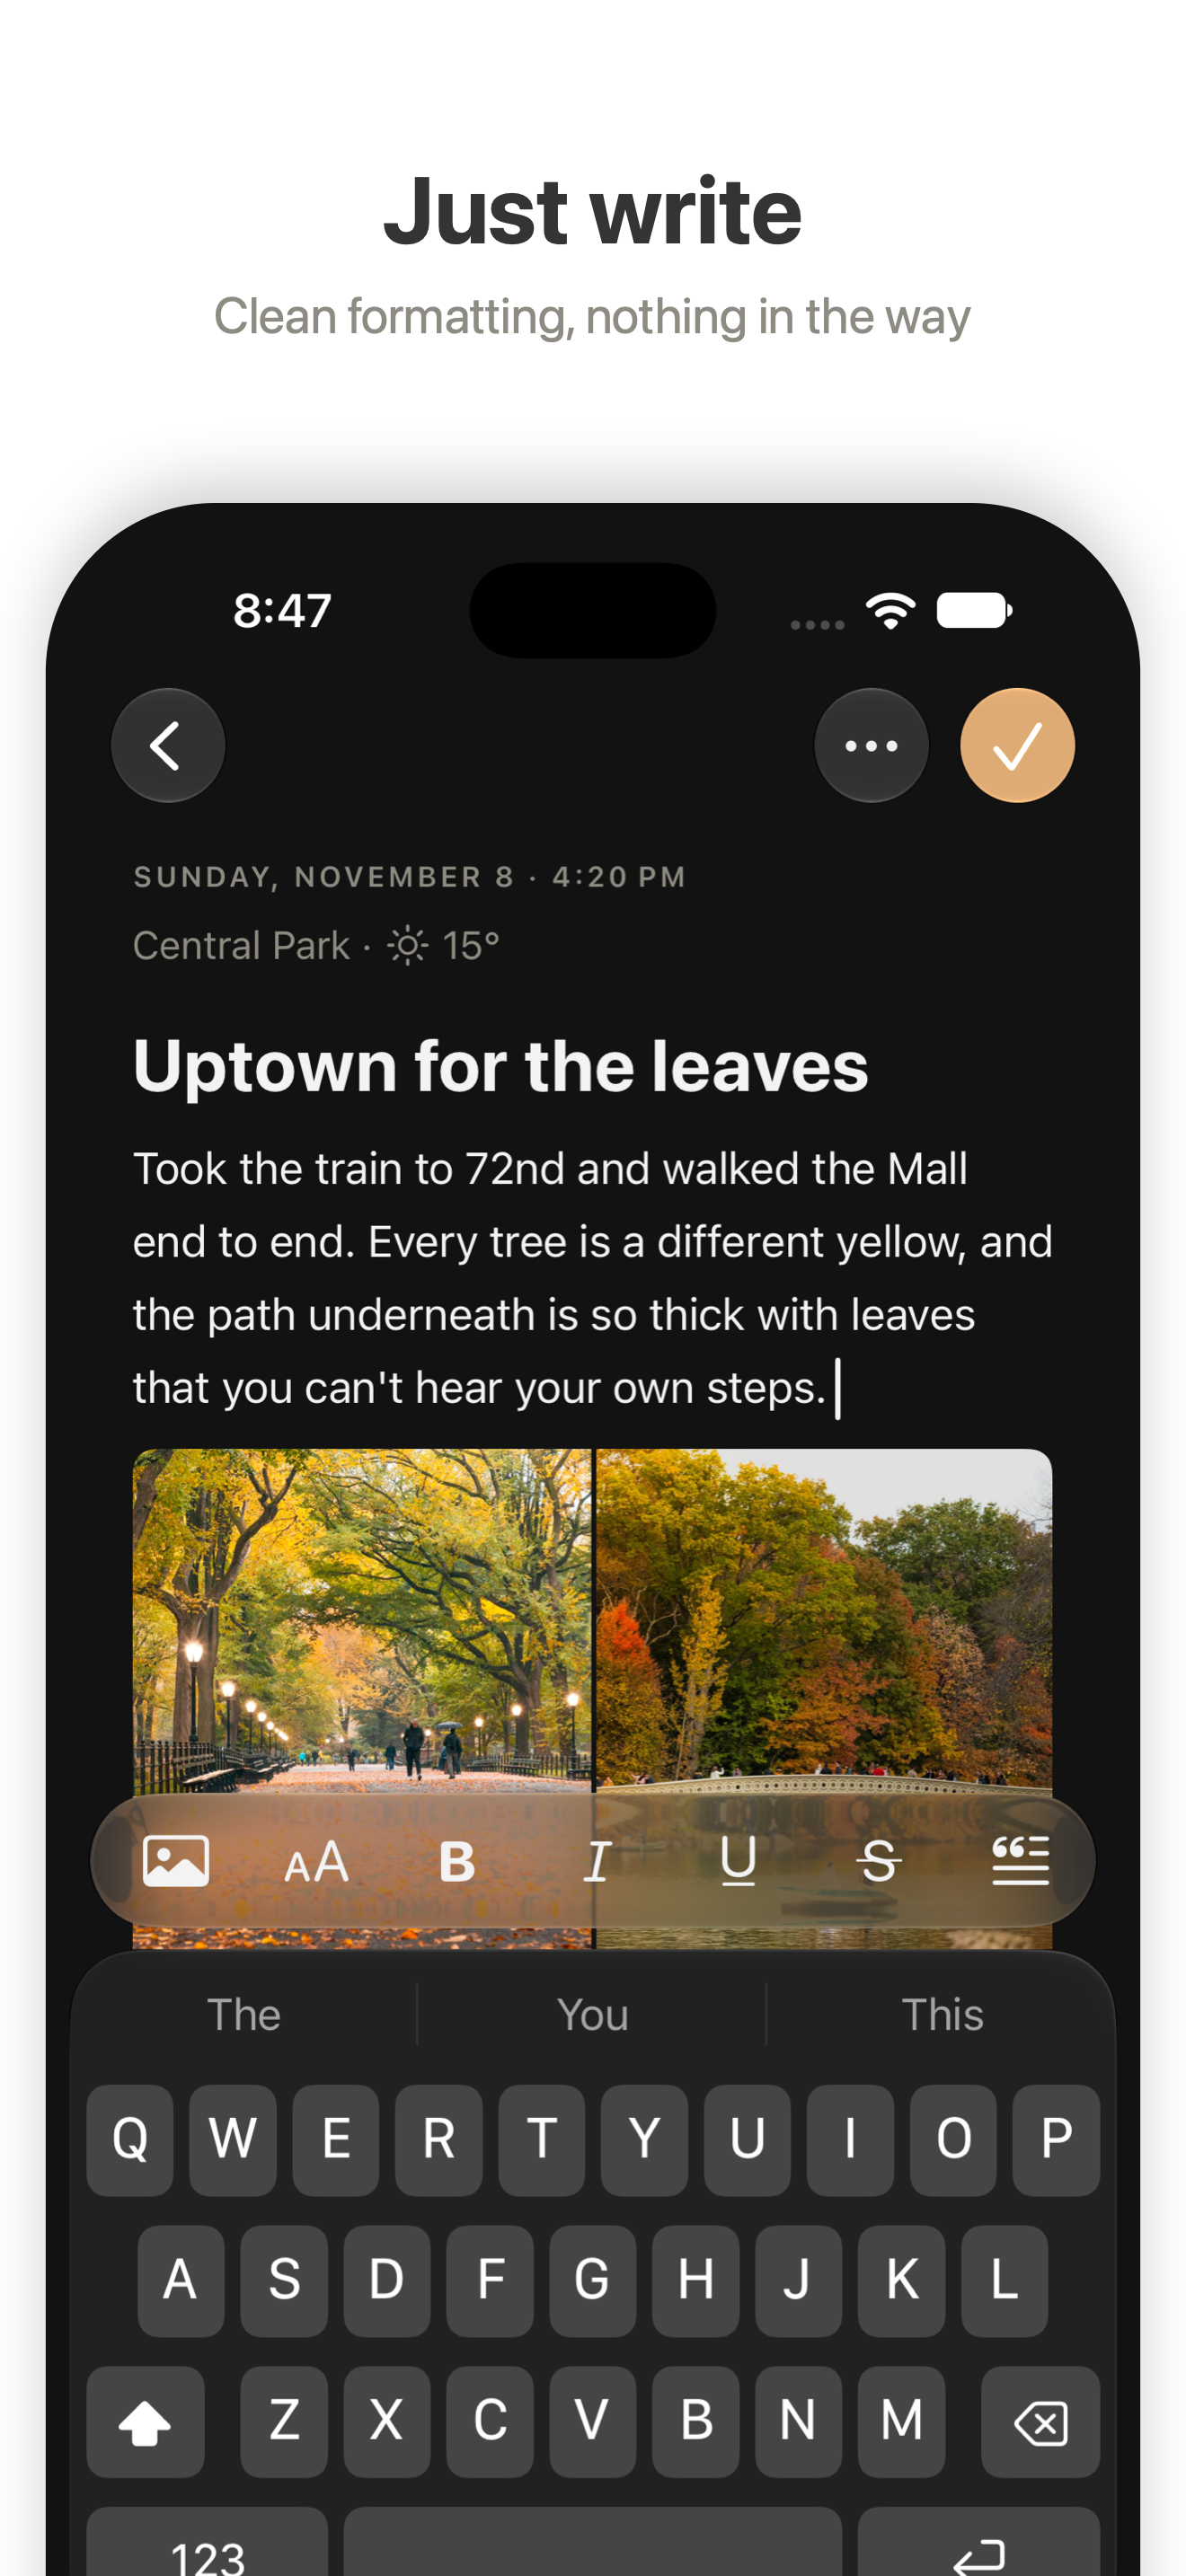 Just write
Clean formatting, nothing in the way
8:47
SUNDAY, NOVEMBER 8 · 4:20 PM
Central Park · 15°
Uptown for the leaves
Took the train to 72nd and walked the Mall
end to end. Every tree is a different yellow, and
the path underneath is so thick with leaves
that you can't hear your own steps.
AA B I U S
The You This
Q W E R T Y U I O P
A S D F G H J K L
Z X C V B N M
123